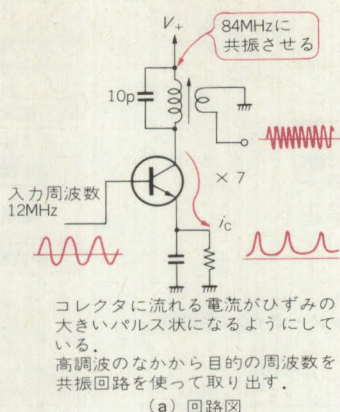 V+
84MHzに
共振させる
10p
入力周波数
12MHz
×7
ic
コレクタに流れる電流がひずみの
大きいパルス状になるようにして
いる．
高調波のなかから目的の周波数を
共振回路を使って取り出す．
(a) 回路図